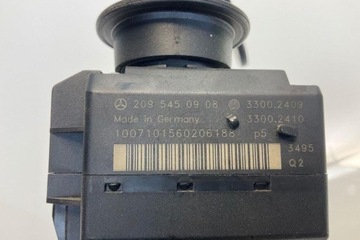 209 545 09 08 3300.2409
Made in Germany 3300.2410
1007101560206188 p5
3495
Q2